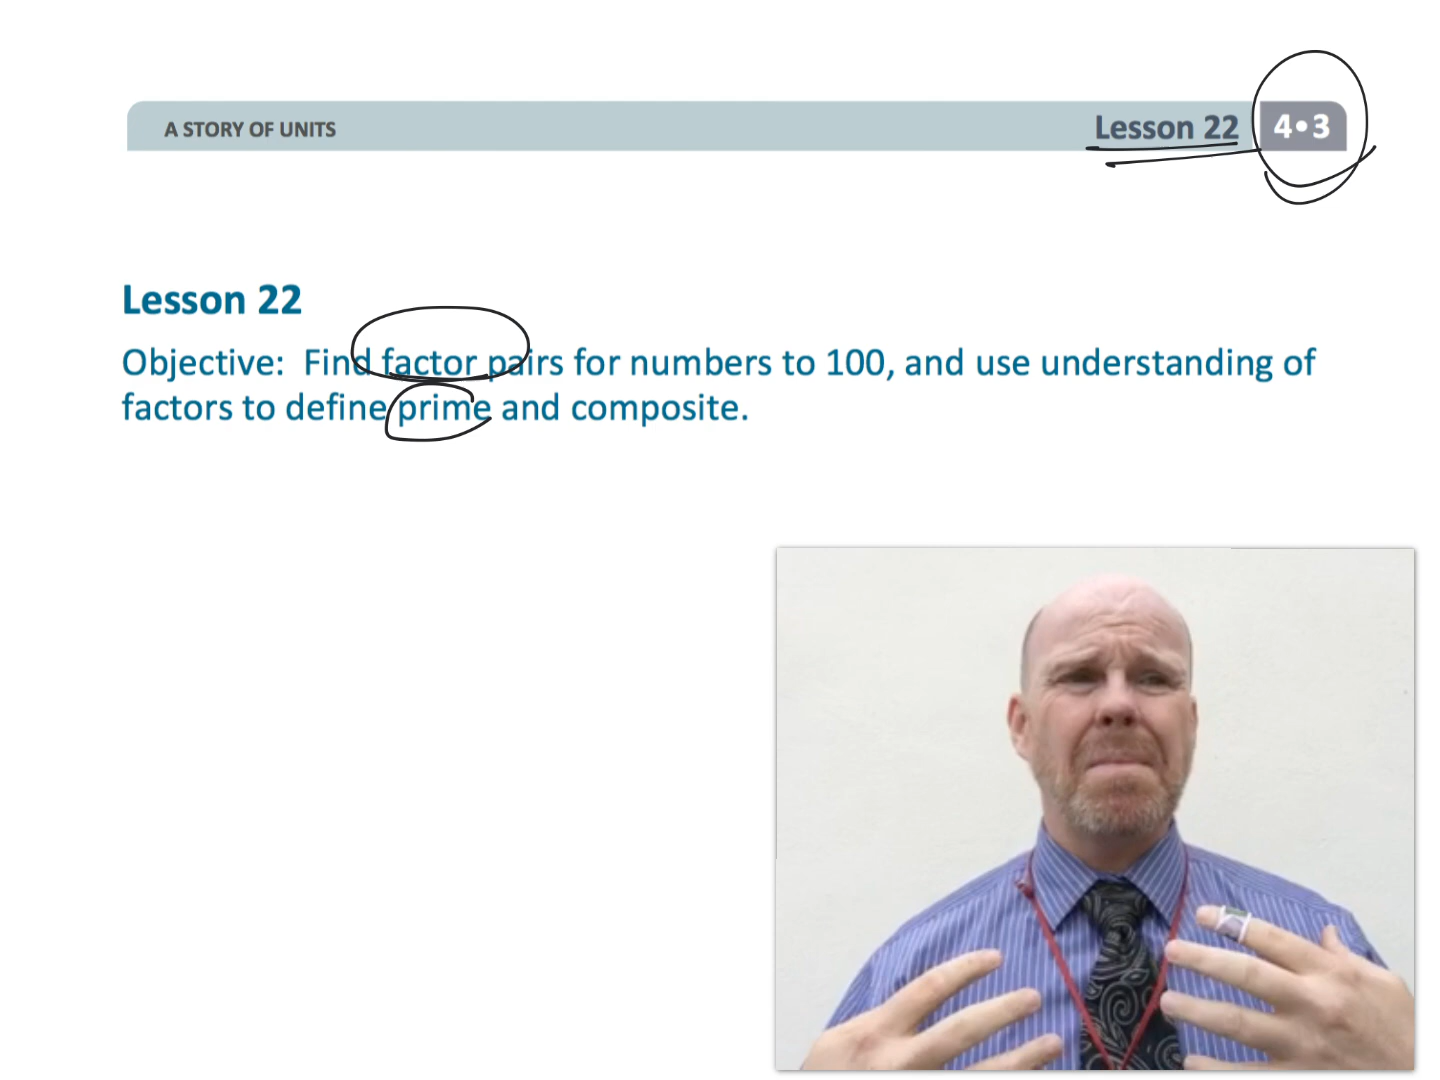 A STORY OF UNITS
Lesson 22 4•3
Lesson 22
Objective: Find factor pairs for numbers to 100, and use understanding of
factors to define prime and composite.